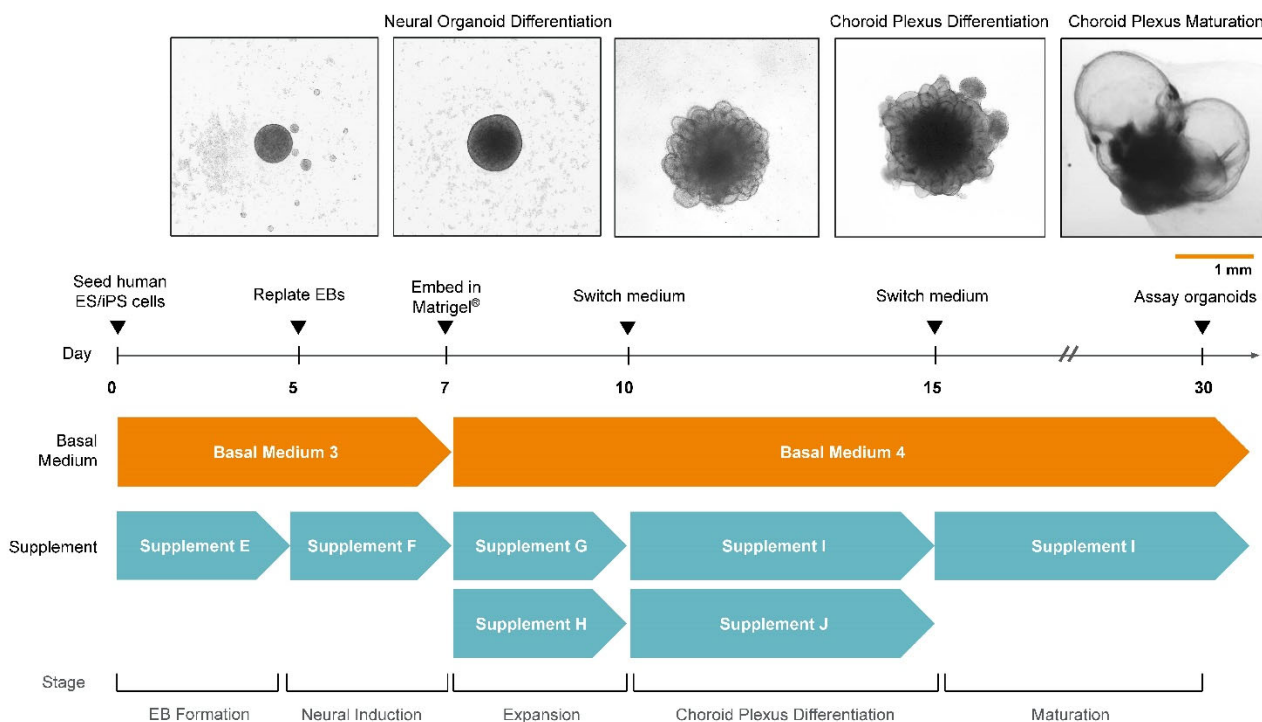 Neural Organoid Differentiation
Choroid Plexus Differentiation
Choroid Plexus Maturation
1 mm
Seed human
ES/iPS cells
Replate EBs
Embed in
Matrigel®
Switch medium
Switch medium
Assay organoids
Day
0
5
7
10
15
30
Basal
Medium
Basal Medium 3
Basal Medium 4
Supplement
Supplement E
Supplement F
Supplement G
Supplement I
Supplement I
Supplement H
Supplement J
Stage
EB Formation
Neural Induction
Expansion
Choroid Plexus Differentiation
Maturation